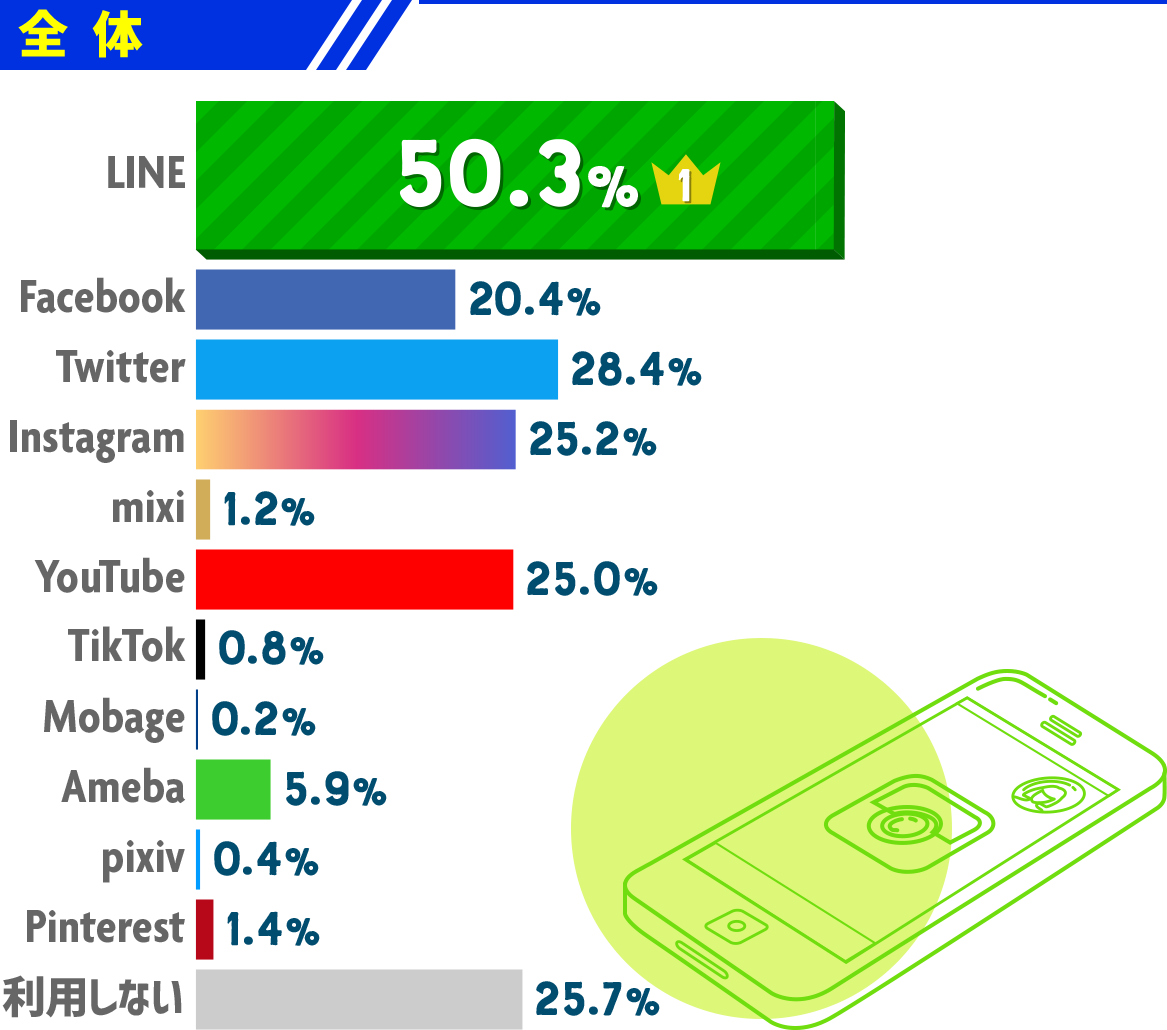 全体
LINE 50.3% 1
Facebook 20.4%
Twitter 28.4%
Instagram 25.2%
mixi 1.2%
YouTube 25.0%
TikTok 0.8%
Mobage 0.2%
Ameba 5.9%
pixiv 0.4%
Pinterest 1.4%
利用しない 25.7%